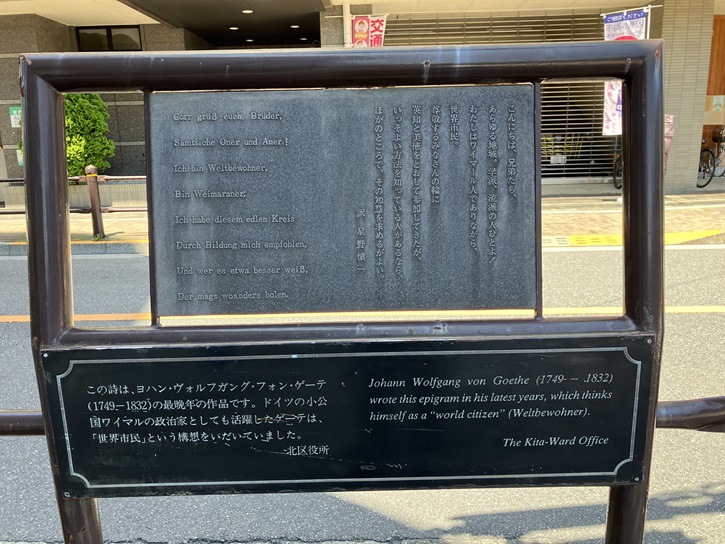 交通
Gorr grüß euch, Brüder,
Sämtliche Oner und Aner!
Ich bin Weltbewohner,
Bin Weimaraner,
Ich habe diesem edlen Kreis
Durch Bildung mich empfohlen,
Und wer es etwa besser weiß,
Der mags woanders holen.
こんにちは、兄弟たち、
あらゆる地域、学派、流派の人びとよ!
わたしはワイマール人でありながら、
世界市民、
尊敬するみなさんの輪に
英知と美徳をとおして参加してきたが、
いっそよい方法を知っている人があるなら、
ほかのところで、その知慧を求めるがよい。
訳 星野慎一
この詩は、ヨハン・ヴォルフガング・フォン・ゲーテ
(1749—1832)の最晩年の作品です。ドイツの小公
国ワイマルの政治家としても活躍したゲーテは、
「世界市民」という構想をいだいていました。
北区役所
Johann Wolfgang von Goethe (1749 — 1832)
wrote this epigram in his latest years, which thinks
himself as a “world citizen” (Weltbewohner).
The Kita-Ward Office